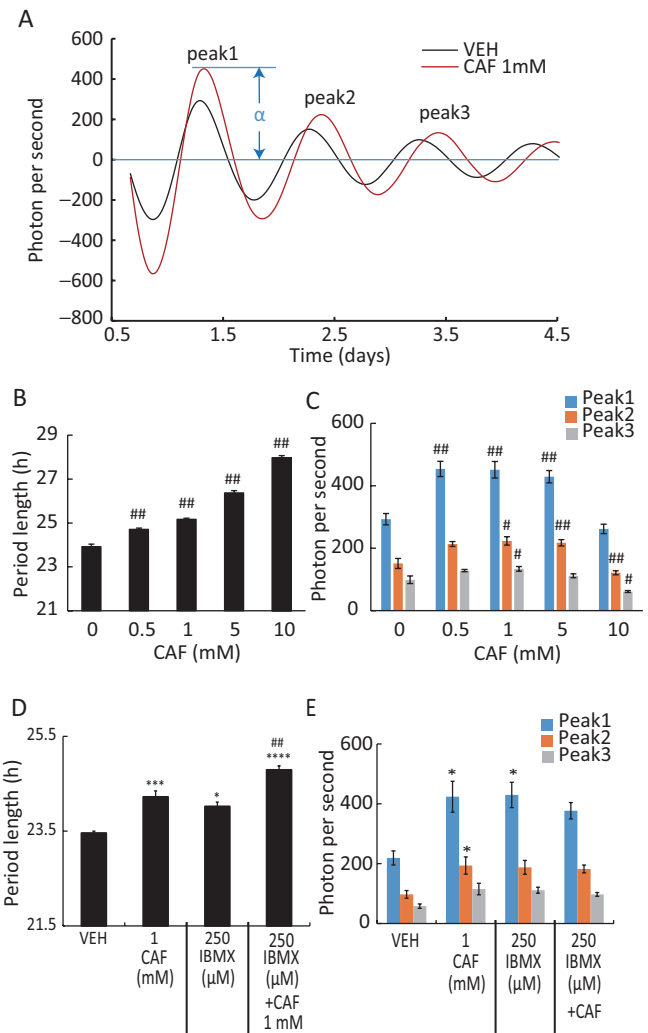 A
peak1
VEH
CAF 1mM
peak2
peak3
α
Photon per second
600
400
200
0
−200
−400
−600
−800
0.5
1.5
2.5
3.5
4.5
Time (days)
B
Period length (h)
29
27
25
23
21
##
##
##
##
0
0.5
1
5
10
CAF (mM)
C
Peak1
Peak2
Peak3
Photon per second
600
400
200
0
##
##
#
#
##
##
##
#
0
0.5
1
5
10
CAF (mM)
D
Period length (h)
25.5
23.5
21.5
***
*
##
****
VEH
1
CAF
(mM)
250
IBMX
(µM)
250
IBMX
(µM)
+CAF
1 mM
E
Peak1
Peak2
Peak3
Photon per second
600
400
200
0
*
*
*
VEH
1
CAF
(mM)
250
IBMX
(µM)
250
IBMX
(µM)
+CAF